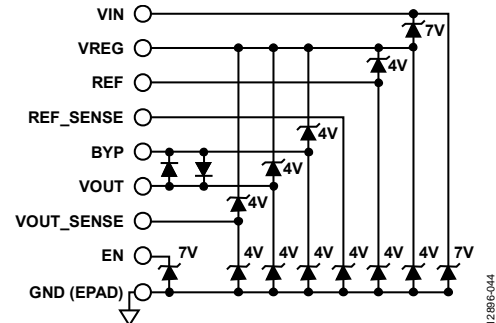 VIN
7V
VREG
4V
REF
REF_SENSE
4V
BYP
4V
VOUT
4V
VOUT_SENSE
EN 7V 4V 4V 4V 4V 4V 4V 7V
GND (EPAD)
12896-044